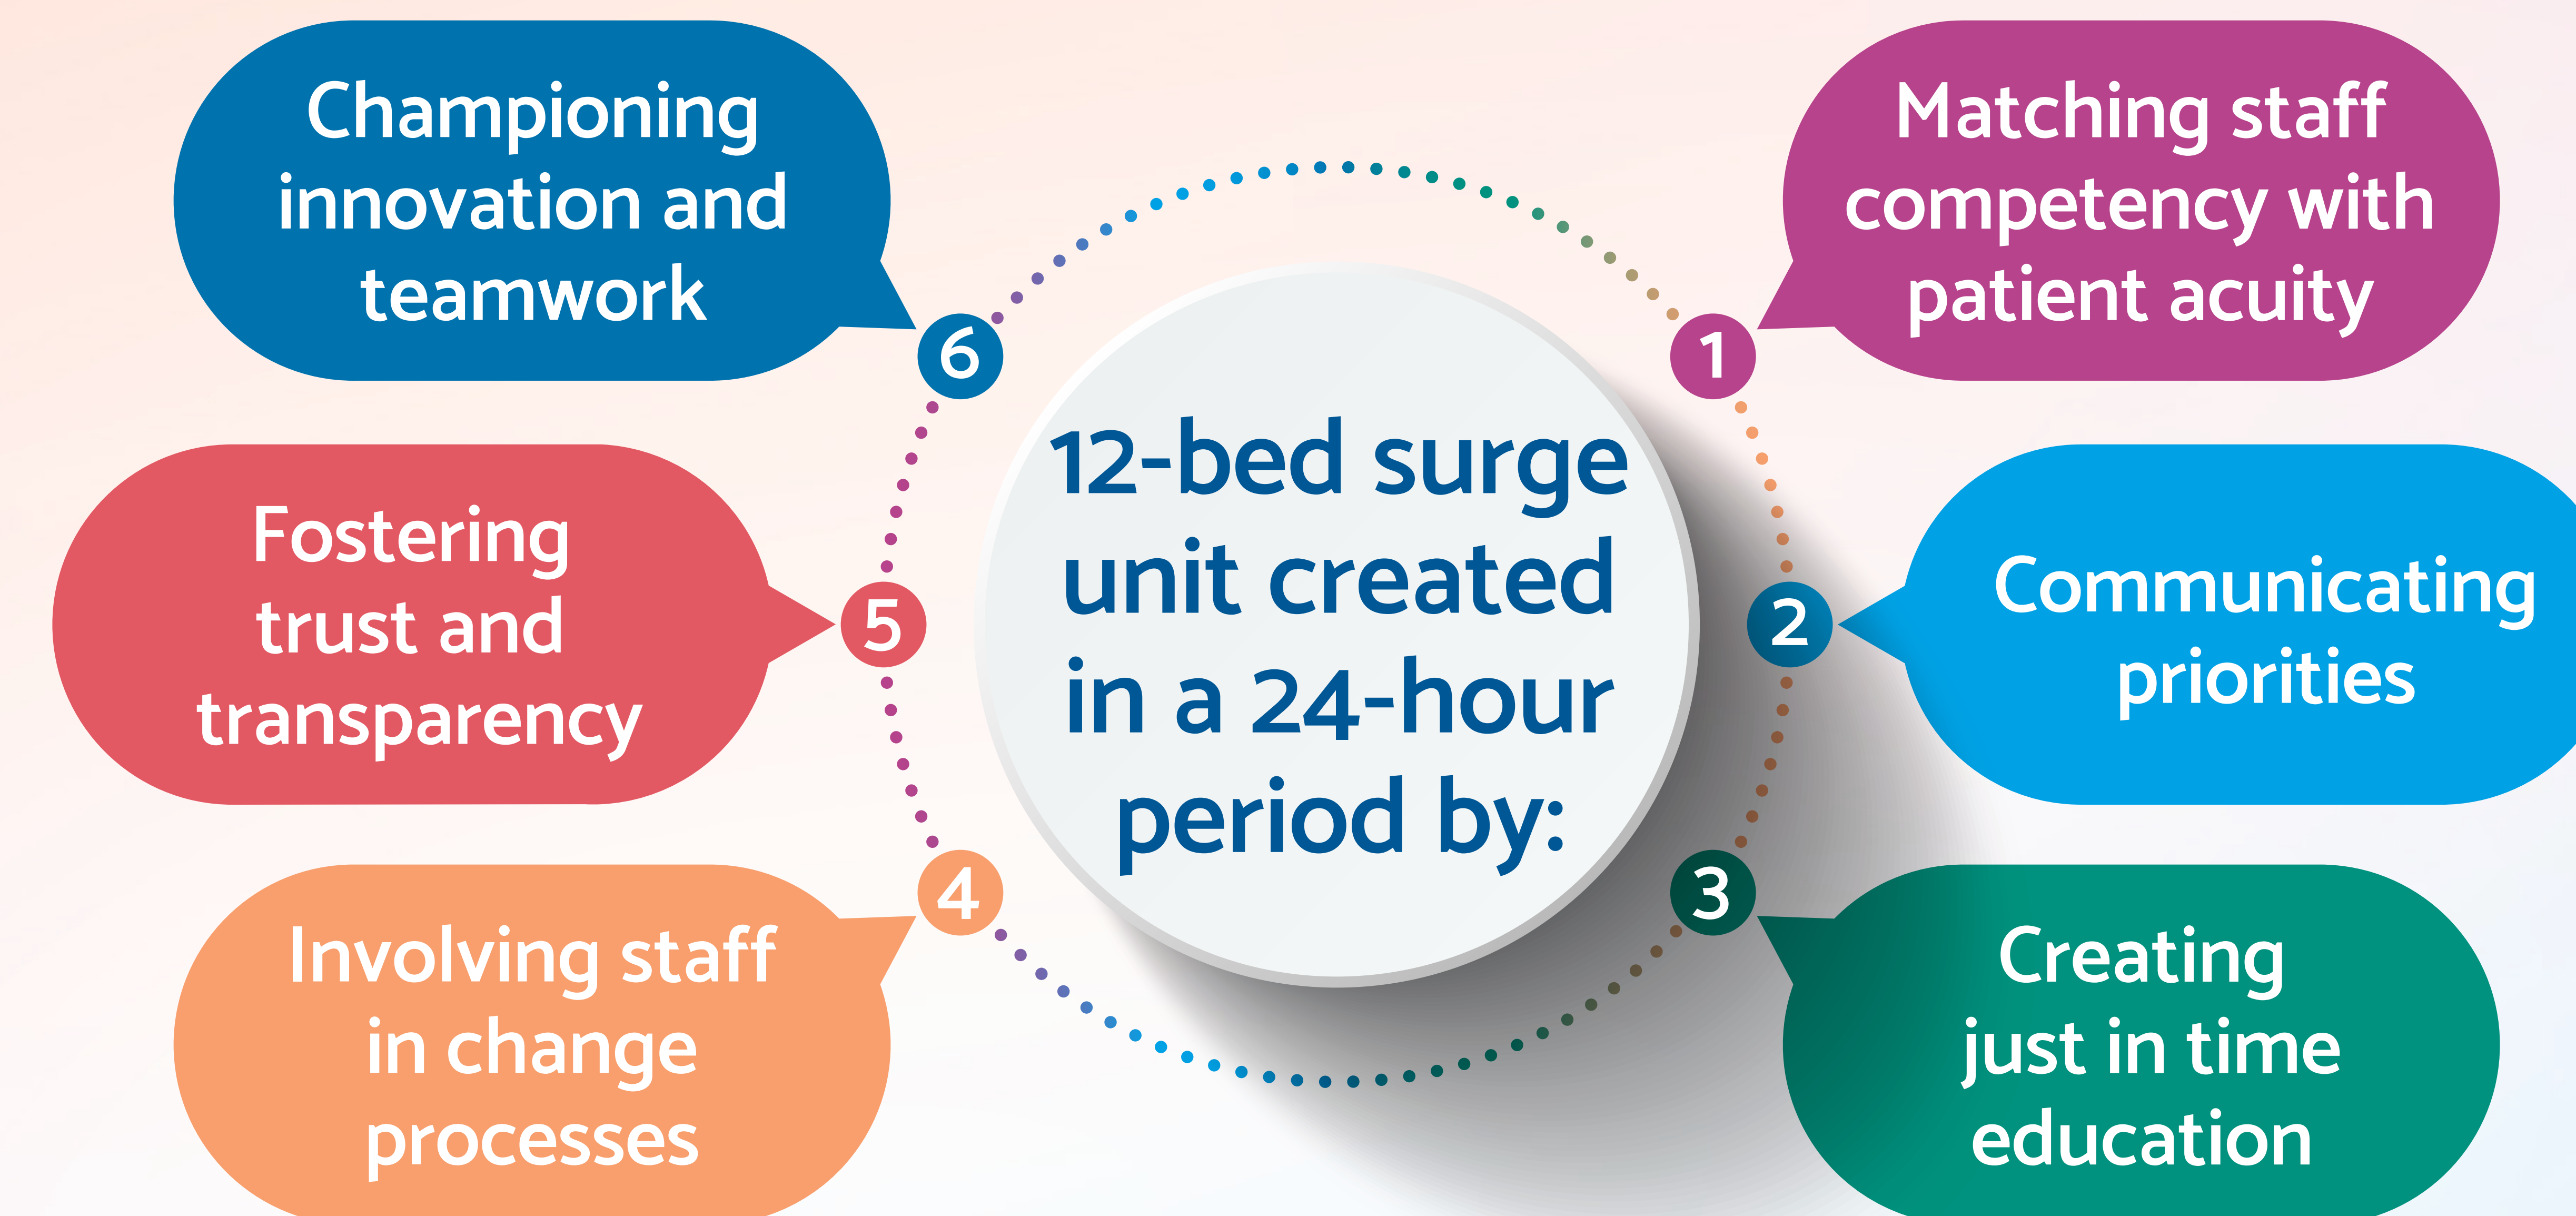 12-bed surge
unit created
in a 24-hour
period by:
1
Matching staff
competency with
patient acuity
2
Communicating
priorities
3
Creating
just in time
education
4
Involving staff
in change
processes
5
Fostering
trust and
transparency
6
Championing
innovation and
teamwork